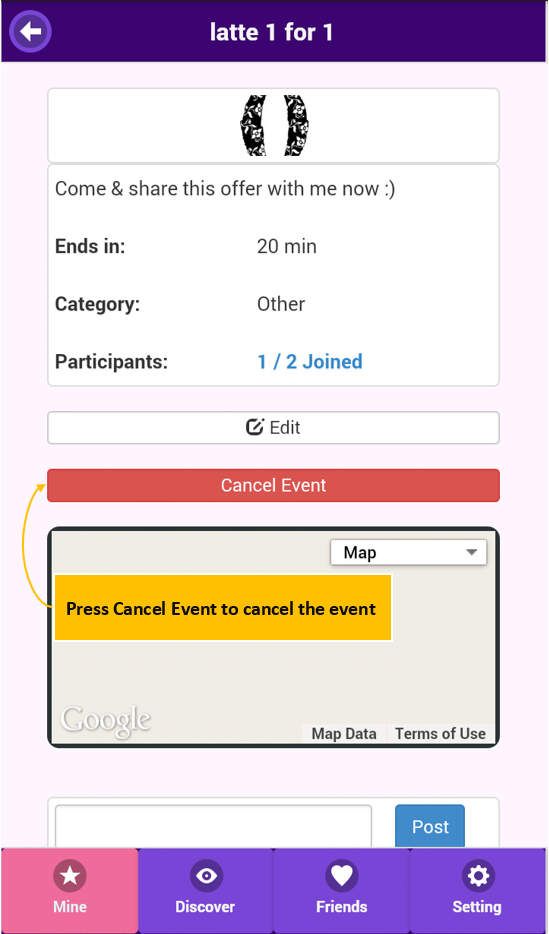 latte 1 for 1
Come & share this offer with me now :)
Ends in: 20 min
Category: Other
Participants: 1 / 2 Joined
Edit
Cancel Event
Map
Press Cancel Event to cancel the event
Google
Map Data Terms of Use
Post
Mine Discover Friends Setting